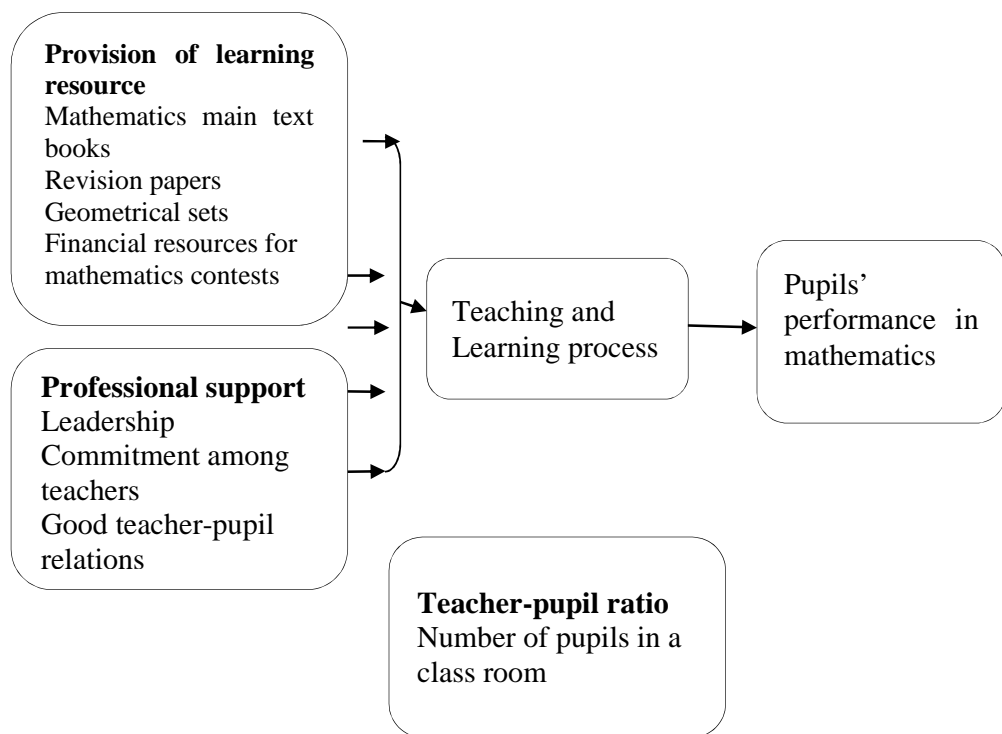 Provision of learning
resource
Mathematics main text
books
Revision papers
Geometrical sets
Financial resources for
mathematics contests
Professional support
Leadership
Commitment among
teachers
Good teacher-pupil
relations
Teaching and
Learning process
Pupils’
performance in
mathematics
Teacher-pupil ratio
Number of pupils in a
class room